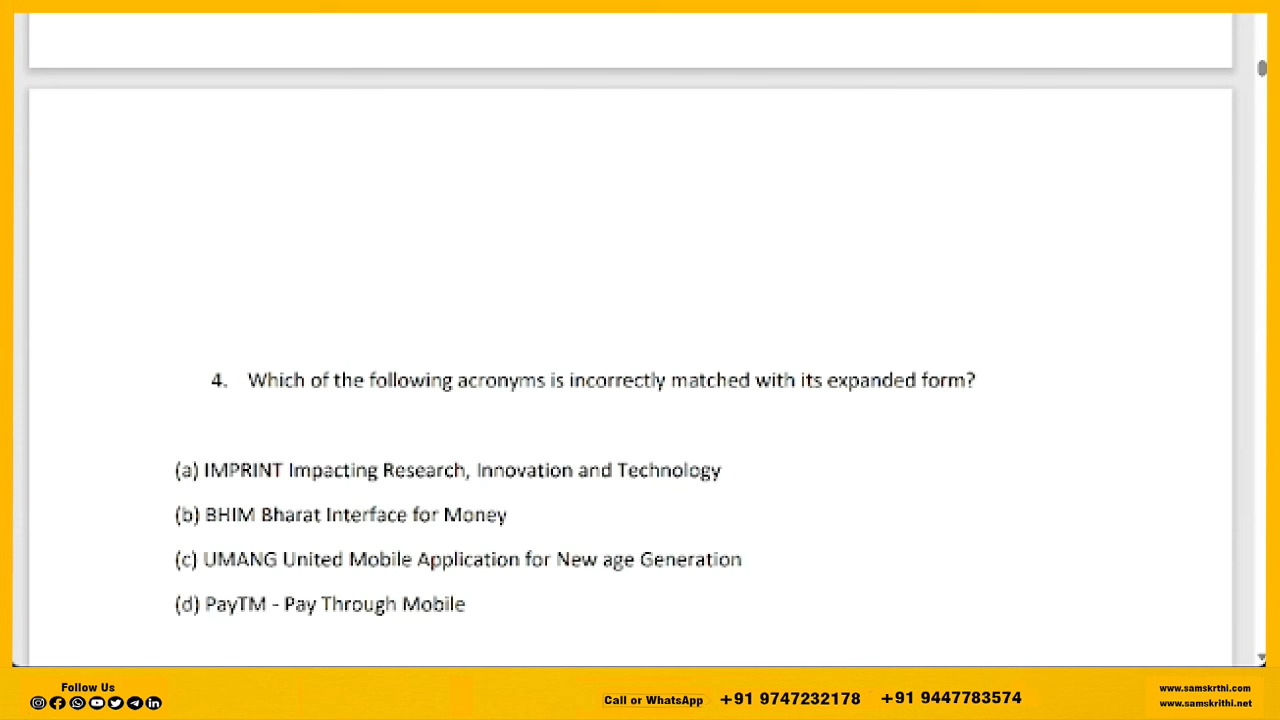 4. Which of the following acronyms is incorrectly matched with its expanded form?
(a) IMPRINT Impacting Research, Innovation and Technology
(b) BHIM Bharat Interface for Money
(c) UMANG United Mobile Application for New age Generation
(d) PayTM - Pay Through Mobile
Follow Us
Call or WhatsApp +91 9747232178 +91 9447783574
www.samskrthi.com
www.samskrithi.net